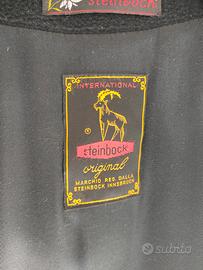 steinbock
INTERNATIONAL
®
steinbock
original
MARCHIO REG. DALLA
STEINBOCK INNSBRUCK
subito